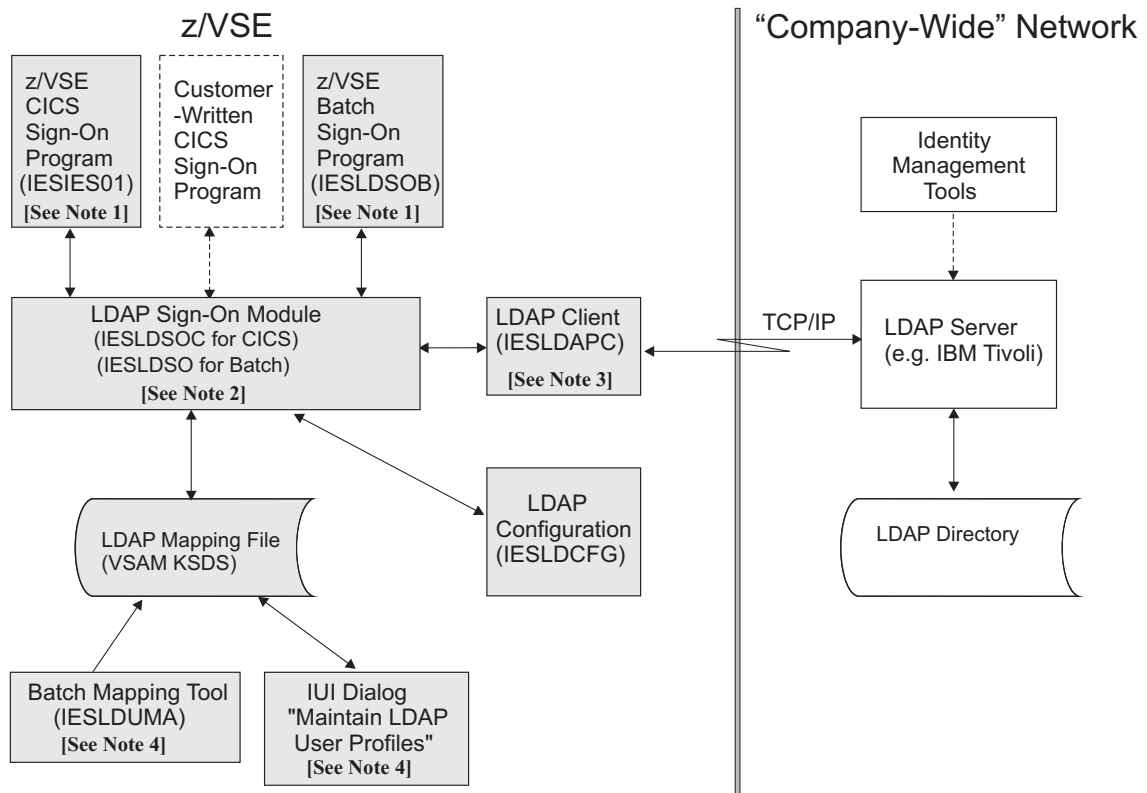 z/VSE
“Company-Wide” Network
z/VSE
CICS
Sign-On
Program
(IESIES01)
[See Note 1]
Customer
-Written
CICS
Sign-On
Program
z/VSE
Batch
Sign-On
Program
(IESLDSOB)
[See Note 1]
Identity
Management
Tools
LDAP Sign-On Module
(IESLDSOC for CICS)
(IESLDSO for Batch)
[See Note 2]
LDAP Client
(IESLDAPC)
[See Note 3]
TCP/IP
LDAP Server
(e.g. IBM Tivoli)
LDAP Mapping File
(VSAM KSDS)
LDAP
Configuration
(IESLDCFG)
LDAP Directory
Batch Mapping Tool
(IESLDUMA)
[See Note 4]
IUI Dialog
"Maintain LDAP
User Profiles"
[See Note 4]